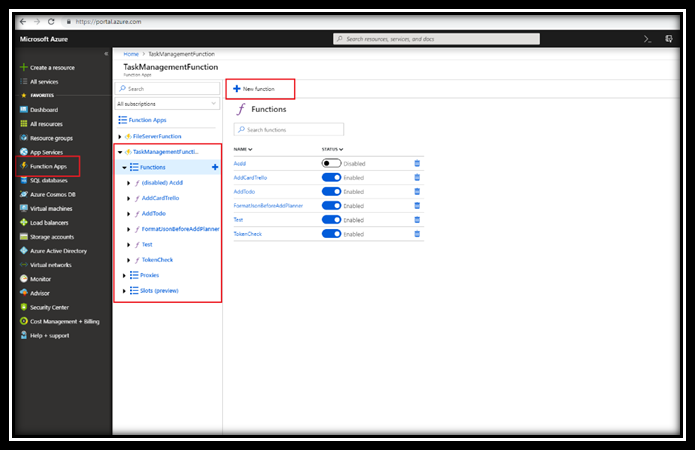 https://portal.azure.com
Microsoft Azure
Search resources, services, and docs
Create a resource
All services
FAVORITES
Dashboard
All resources
Resource groups
App Services
Function Apps
SQL databases
Azure Cosmos DB
Virtual machines
Load balancers
Storage accounts
Azure Active Directory
Virtual networks
Monitor
Advisor
Security Center
Cost Management + Billing
Help + support
Home > TaskManagementFunction
TaskManagementFunction
Function Apps
Search
All subscriptions
Function Apps
FileServerFunction
TaskManagementFuncti...
Functions
(disabled) Acdd
AddCardTrello
AddTodo
FormatJsonBeforeAddPlanner
Test
TokenCheck
Proxies
Slots (preview)
New function
Functions
Search functions
NAME STATUS
Acdd Disabled
AddCardTrello Enabled
AddTodo Enabled
FormatJsonBeforeAddPlanner Enabled
Test Enabled
TokenCheck Enabled